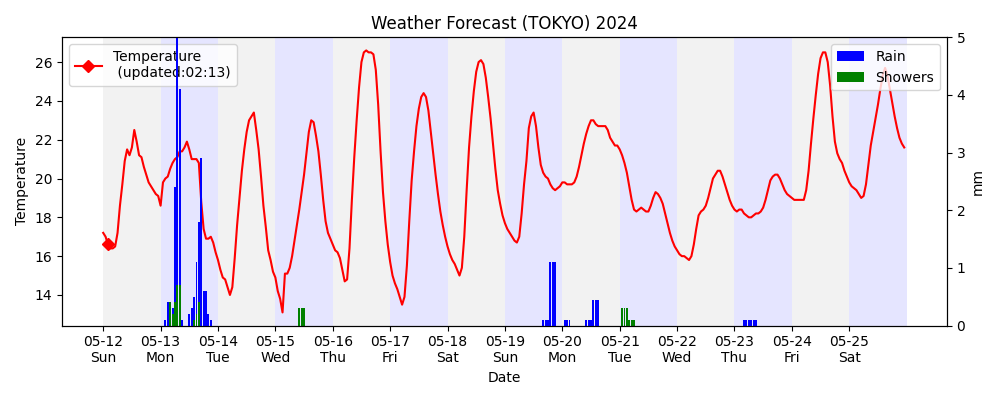 Weather Forecast (TOKYO) 2024
Temperature
(updated:02:13)
Rain
Showers
26
24
22
20
18
16
14
Temperature
5
4
3
2
1
0
mm
05-12 05-13 05-14 05-15 05-16 05-17 05-18 05-19 05-20 05-21 05-22 05-23 05-24 05-25
Sun Mon Tue Wed Thu Fri Sat Sun Mon Tue Wed Thu Fri Sat
Date